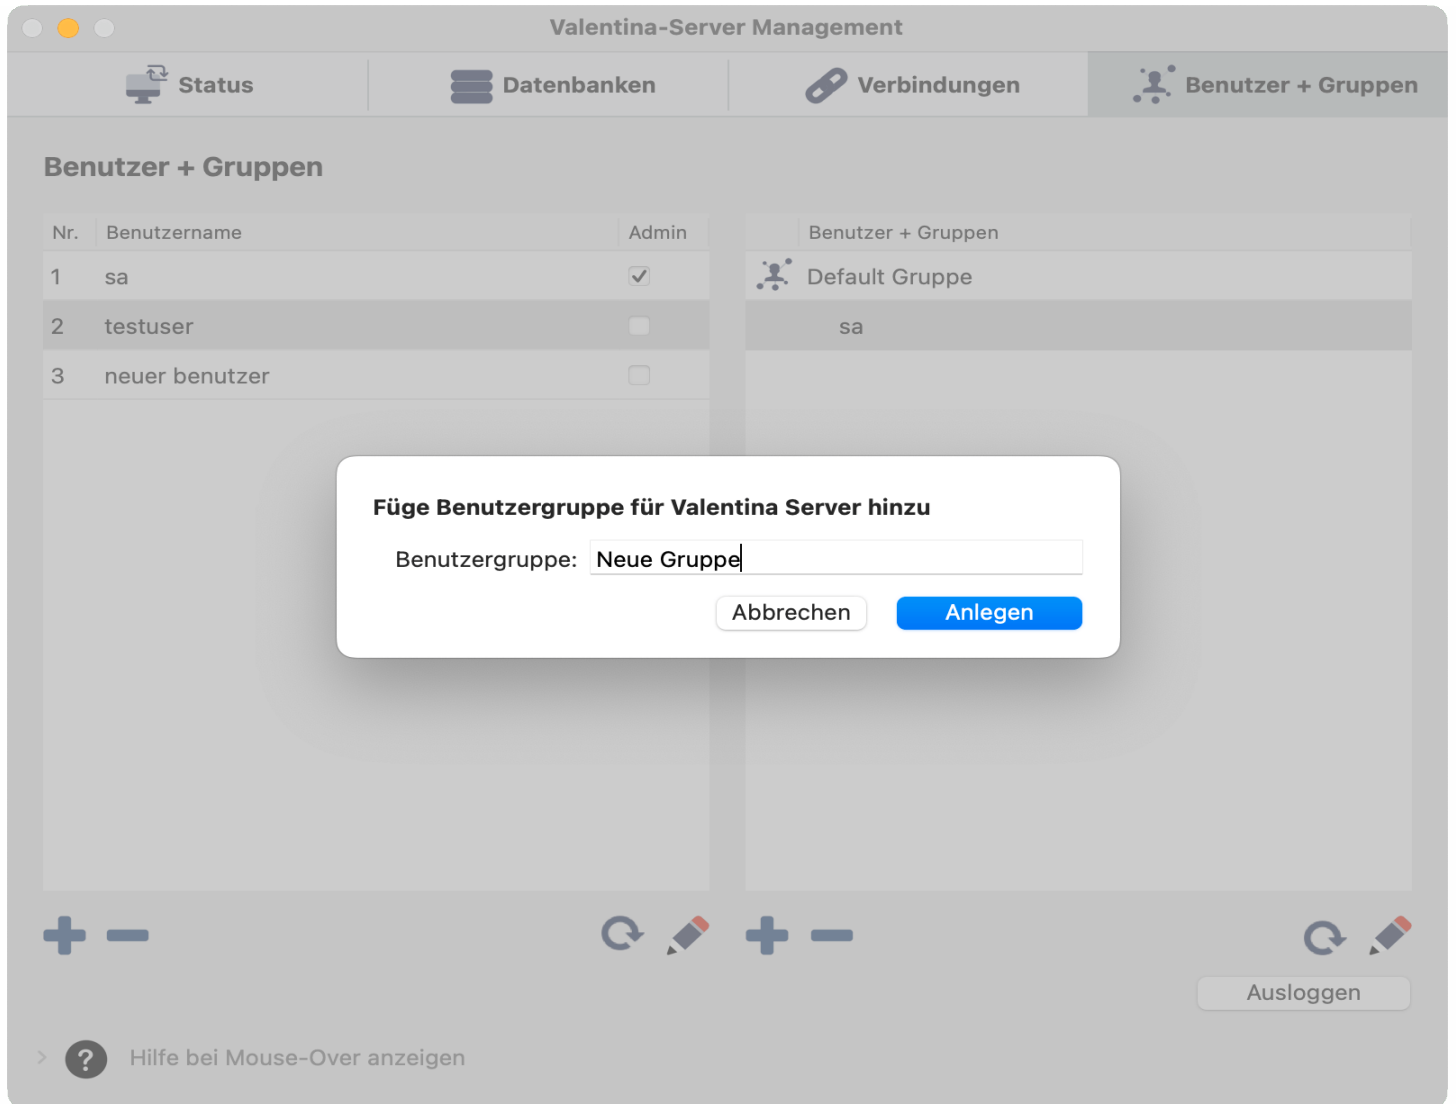 Valentina-Server Management
Status Datenbanken Verbindungen Benutzer + Gruppen
Benutzer + Gruppen
Nr. Benutzername Admin
1 sa
2 testuser
3 neuer benutzer
Benutzer + Gruppen
Default Gruppe
sa
Füge Benutzergruppe für Valentina Server hinzu
Benutzergruppe: Neue Gruppe
Abbrechen Anlegen
Ausloggen
? Hilfe bei Mouse-Over anzeigen